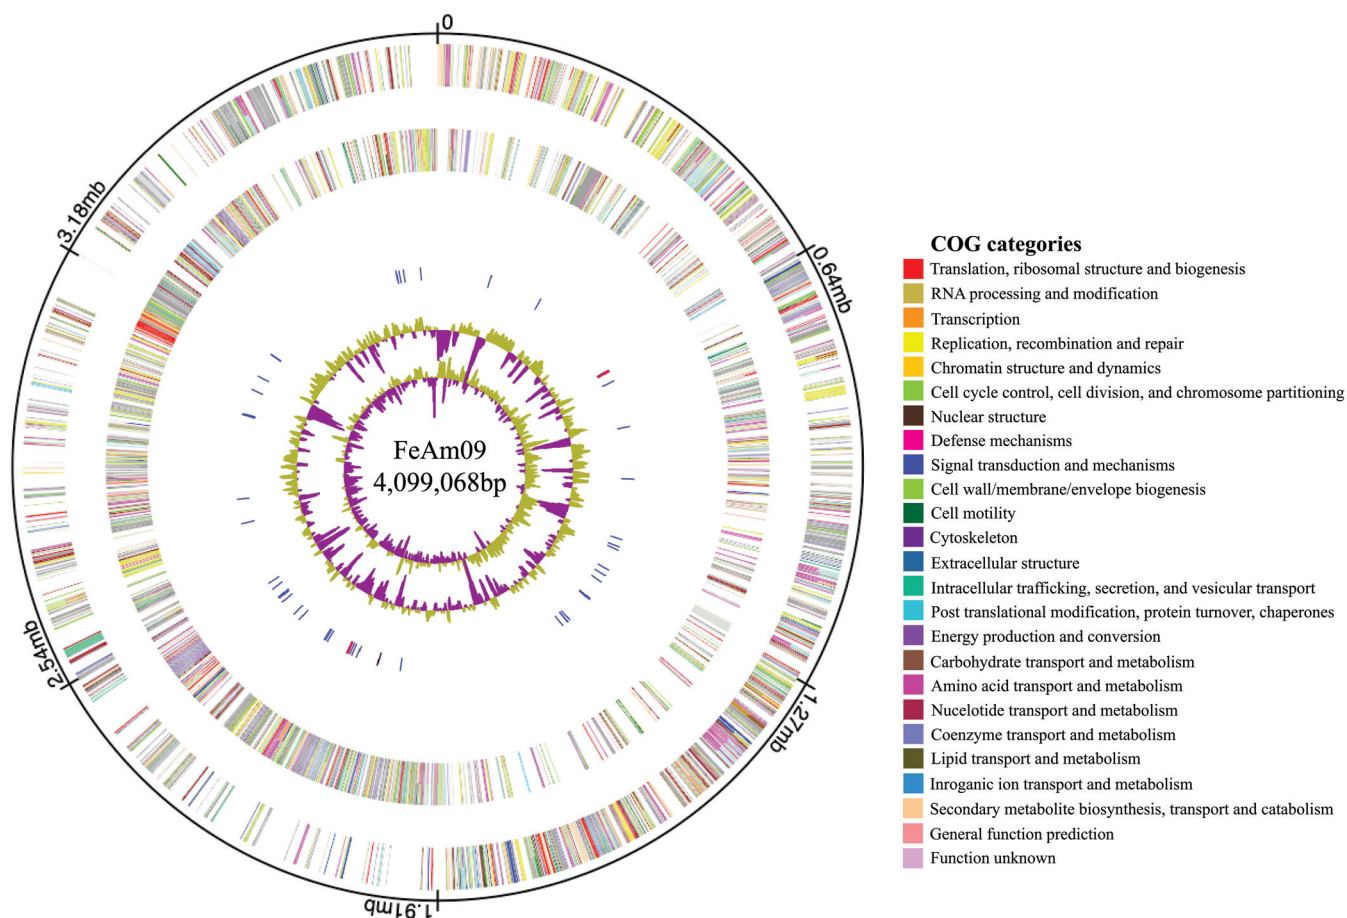 0
0.64mb
1.27mb
1.91mb
2.54mb
3.18mb
FeAm09
4,099,068bp
COG categories
Translation, ribosomal structure and biogenesis
RNA processing and modification
Transcription
Replication, recombination and repair
Chromatin structure and dynamics
Cell cycle control, cell division, and chromosome partitioning
Nuclear structure
Defense mechanisms
Signal transduction and mechanisms
Cell wall/membrane/envelope biogenesis
Cell motility
Cytoskeleton
Extracellular structure
Intracellular trafficking, secretion, and vesicular transport
Post translational modification, protein turnover, chaperones
Energy production and conversion
Carbohydrate transport and metabolism
Amino acid transport and metabolism
Nucelotide transport and metabolism
Coenzyme transport and metabolism
Lipid transport and metabolism
Inroganic ion transport and metabolism
Secondary metabolite biosynthesis, transport and catabolism
General function prediction
Function unknown